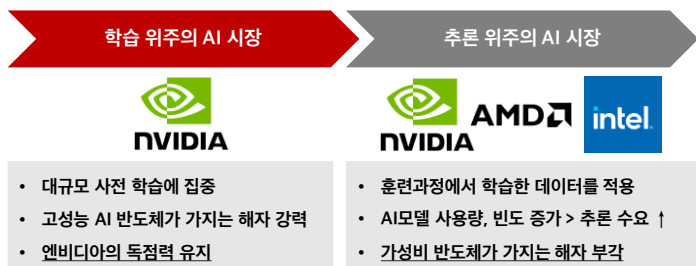 학습 위주의 AI 시장
추론 위주의 AI 시장
NVIDIA
NVIDIA
AMD
intel.
• 대규모 사전 학습에 집중
• 고성능 AI 반도체가 가지는 해자 강력
• 엔비디아의 독점력 유지
• 훈련과정에서 학습한 데이터를 적용
• AI모델 사용량, 빈도 증가 > 추론 수요 ↑
• 가성비 반도체가 가지는 해자 부각